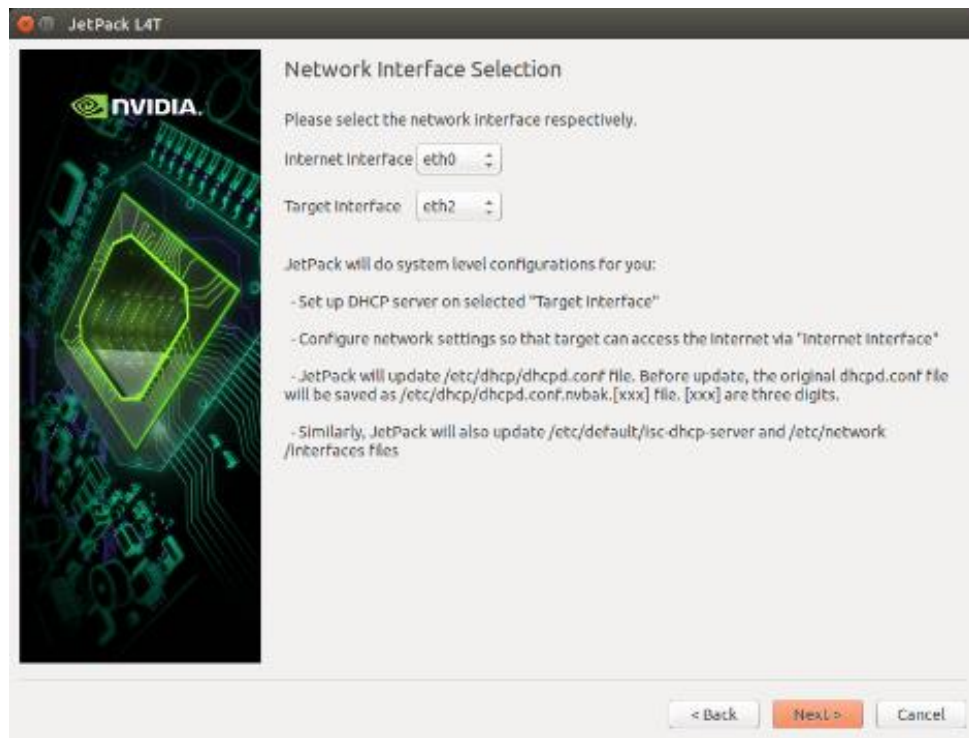 JetPack L4T
NVIDIA.
Network Interface Selection
Please select the network interface respectively.
Internet Interface eth0
Target Interface eth2
JetPack will do system level configurations for you:
- Set up DHCP server on selected "Target Interface"
- Configure network settings so that target can access the internet via "Internet Interface"
- JetPack will update /etc/dhcp/dhcpd.conf file. Before update, the original dhcpd.conf file
will be saved as /etc/dhcp/dhcpd.conf.nvbak.[xxx] file. [xxx] are three digits.
- Similarly, JetPack will also update /etc/default/isc-dhcp-server and /etc/network
/interfaces files
< Back Next > Cancel